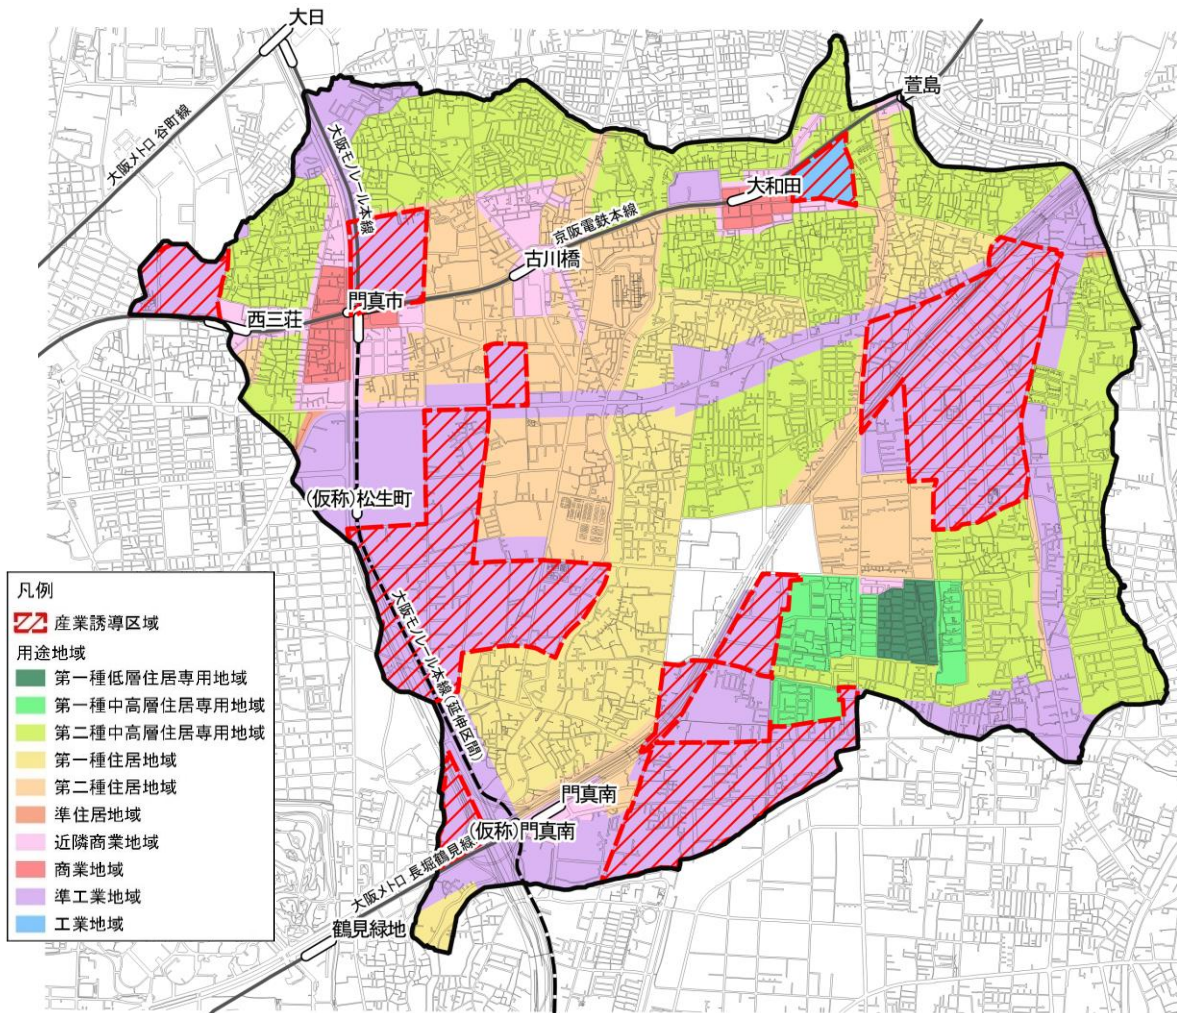 大日
萱島
大阪メトロ 谷町線
大阪モノレール本線
大和田
京阪電鉄本線
古川橋
門真市
西三荘
(仮称)松生町
凡例
産業誘導区域
用途地域
第一種低層住居専用地域
第一種中高層住居専用地域
第二種中高層住居専用地域
第一種住居地域
第二種住居地域
準住居地域
近隣商業地域
商業地域
準工業地域
工業地域
大阪モノレール本線(延伸区間)
門真南
(仮称)門真南
大阪メトロ 長堀鶴見緑
鶴見緑地